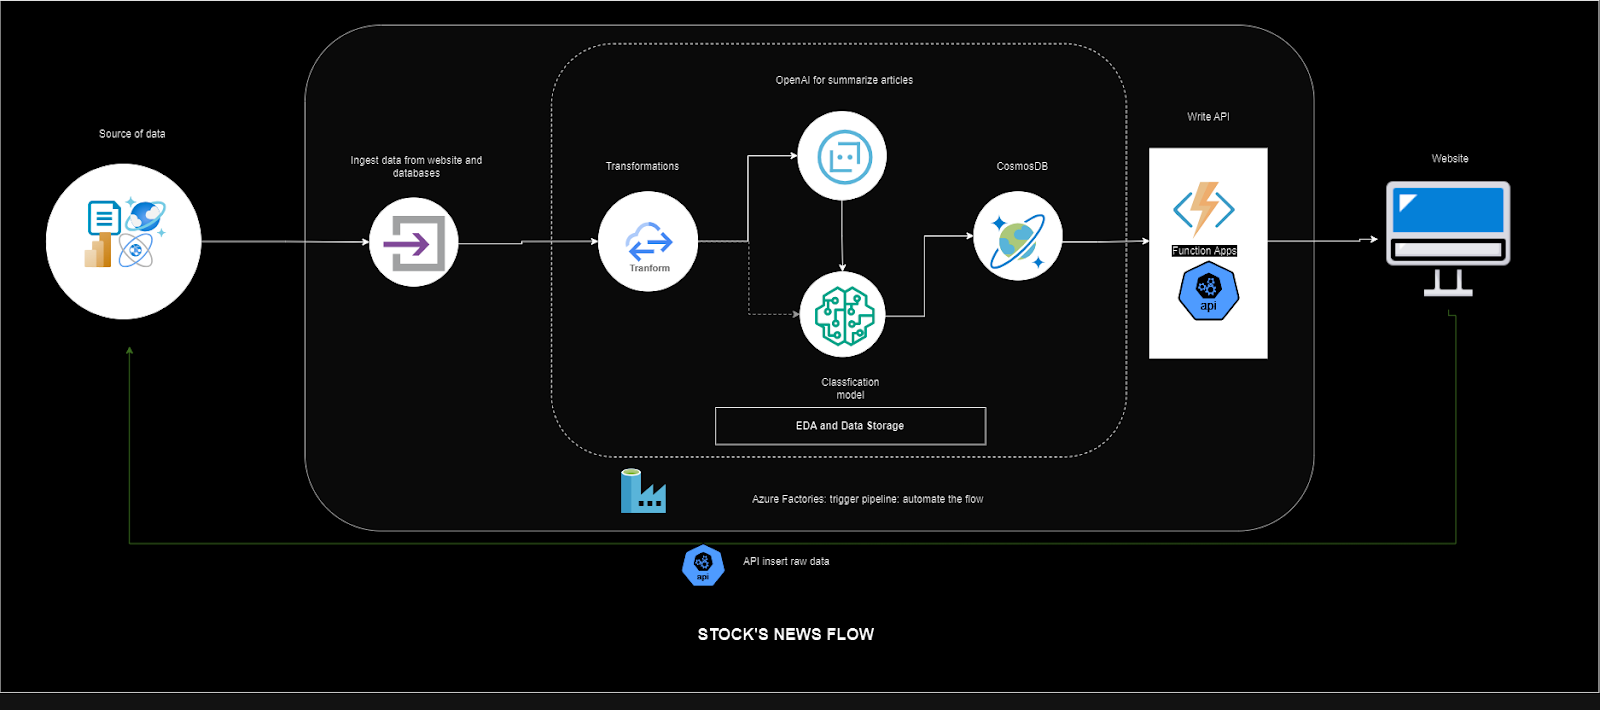 OpenAI for summarize articles
Write API
Source of data
Ingest data from website and
databases
Transformations
CosmosDB
Website
Tranform
Function Apps
api
Classfication
model
EDA and Data Storage
Azure Factories: trigger pipeline: automate the flow
API insert raw data
api
STOCK'S NEWS FLOW